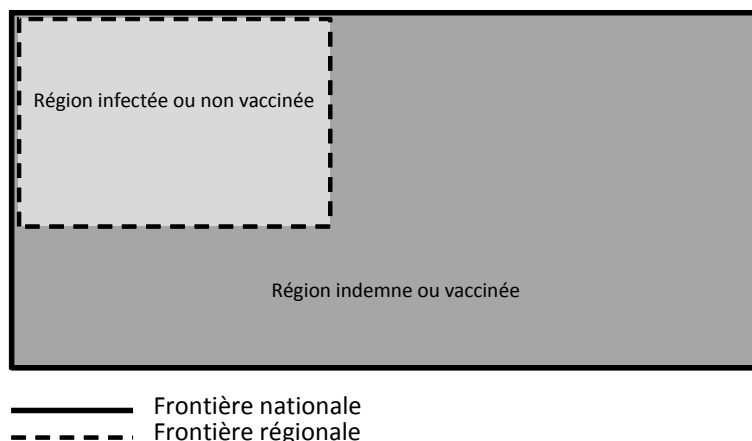 Région infectée ou non vaccinée
Région indemne ou vaccinée
Frontière nationale
Frontière régionale